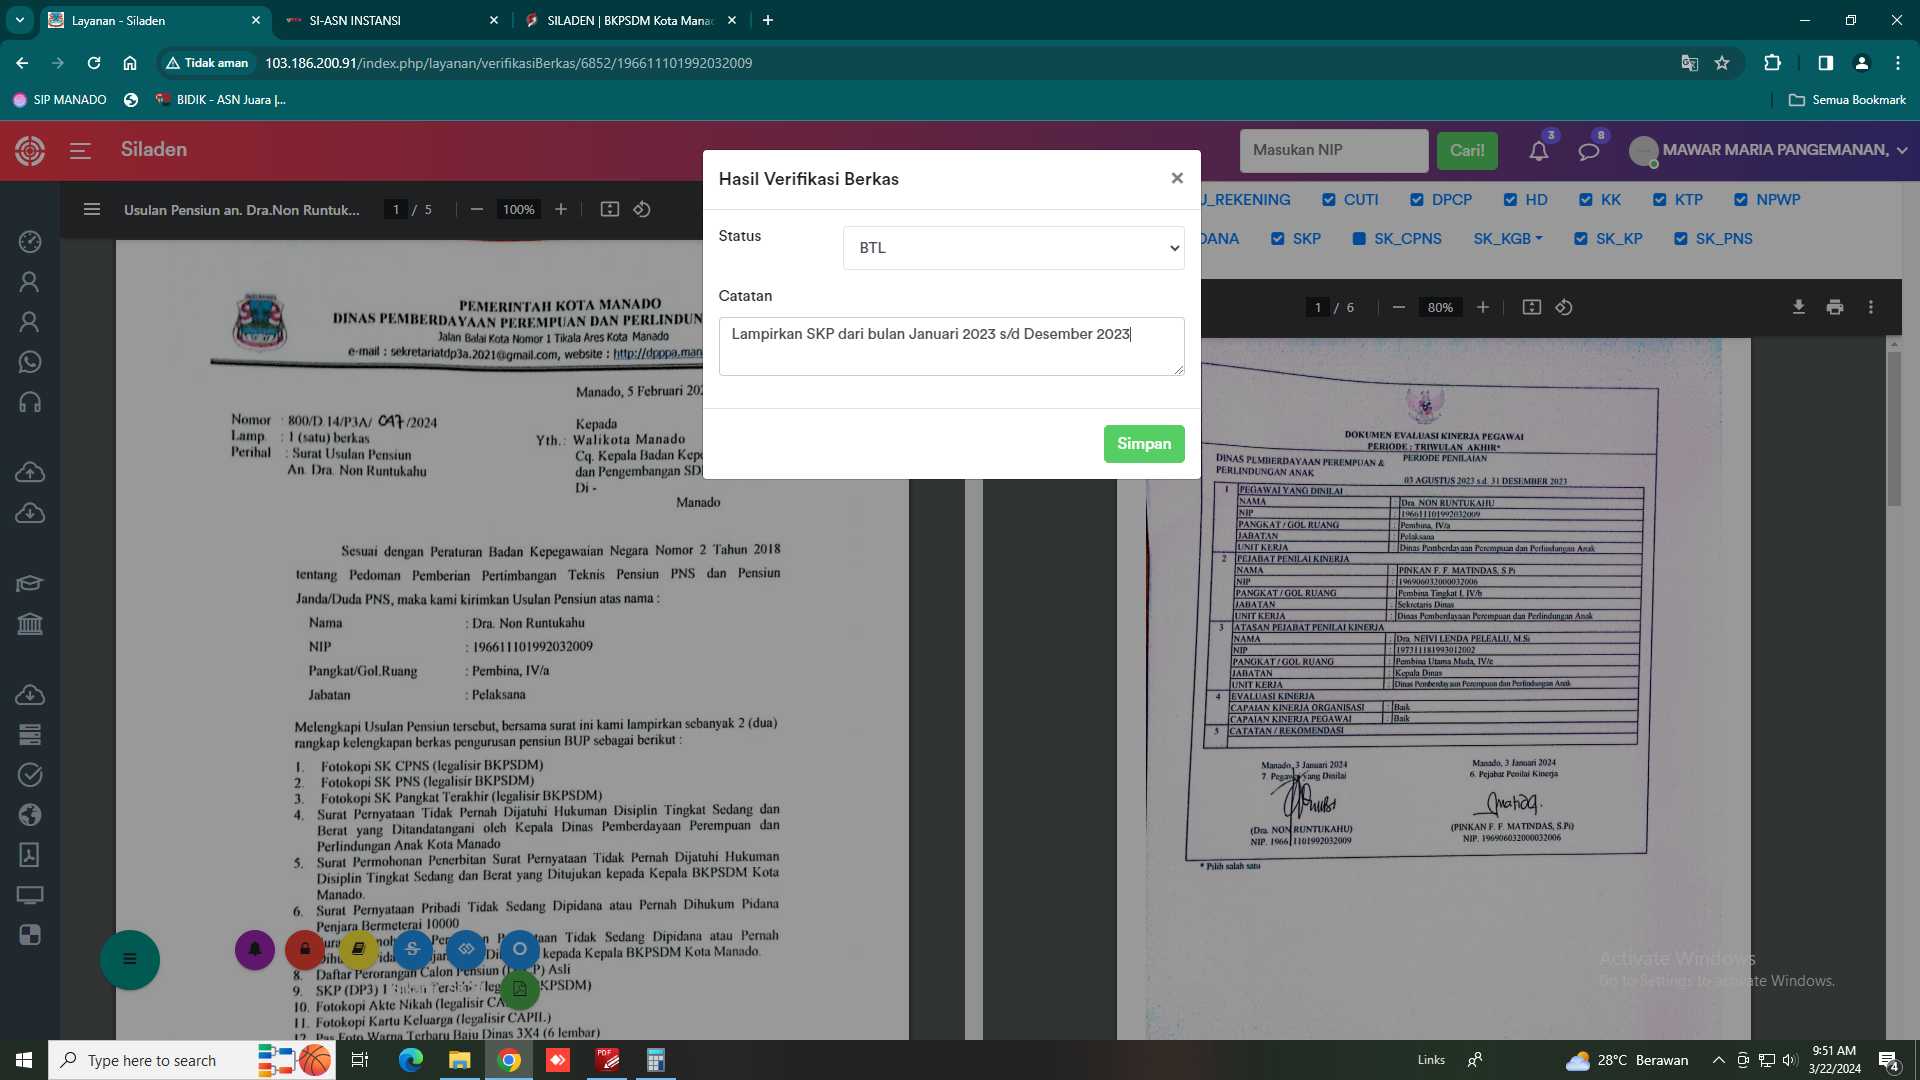 Layanan - Siladen
SI-ASN INSTANSI
SILADEN | BKPSDM Kota Mana
Tidak aman
103.186.200.91/index.php/layanan/verifikasiBerkas/6852/196611101992032009
SIP MANADO
BIDIK - ASN Juara |...
Semua Bookmark
Siladen
Masukan NIP
Cari!
3
8
MAWAR MARIA PANGEMANAN,
Usulan Pensiun an. Dra.Non Runtuk...
1 / 5
100%
Hasil Verifikasi Berkas
Status
BTL
Catatan
Lampirkan SKP dari bulan Januari 2023 s/d Desember 2023
Simpan
U_REKENING
CUTI
DPCP
HD
KK
KTP
NPWP
DANA
SKP
SK_CPNS
SK_KGB
SK_KP
SK_PNS
1 / 6
80%
PEMERINTAH KOTA MANADO
DINAS PEMBERDAYAAN PEREMPUAN DAN PERLINDUN
Jalan Balai Kota Nomor 1 Tikala Ares Kota Manado
e-mail : sekretariatdp3a.2021@gmail.com, website : http://dpppa.man
Manado, 5 Februari 202
Nomor : 800/D 14/P3A/ 097 /2024
Lamp. : 1 (satu) berkas
Perihal : Surat Usulan Pensiun
An. Dra. Non Runtukahu
Kepada
Yth.: Walikota Manado
Cq. Kepala Badan Kepe
dan Pengembangan SD
Di -
Manado
Sesuai dengan Peraturan Badan Kepegawaian Negara Nomor 2 Tahun 2018
tentang Pedoman Pemberian Pertimbangan Teknis Pensiun PNS dan Pensiun
Janda/Duda PNS, maka kami kirimkan Usulan Pensiun atas nama :
Nama : Dra. Non Runtukahu
NIP : 196611101992032009
Pangkat/Gol.Ruang : Pembina, IV/a
Jabatan : Pelaksana
Melengkapi Usulan Pensiun tersebut, bersama surat ini kami lampirkan sebanyak 2 (dua)
rangkap kelengkapan berkas pengurusan pensiun BUP sebagai berikut :
1. Fotokopi SK CPNS (legalisir BKPSDM)
2. Fotokopi SK PNS (legalisir BKPSDM)
3. Fotokopi SK Pangkat Terakhir (legalisir BKPSDM)
4. Surat Pernyataan Tidak Pernah Dijatuhi Hukuman Disiplin Tingkat Sedang dan
Berat yang Ditandatangani oleh Kepala Dinas Pemberdayaan Perempuan dan
Perlindungan Anak Kota Manado
5. Surat Permohonan Penerbitan Surat Pernyataan Tidak Pernah Dijatuhi Hukuman
Disiplin Tingkat Sedang dan Berat yang Ditujukan kepada Kepala BKPSDM Kota
Manado.
6. Surat Pernyataan Pribadi Tidak Sedang Dipidana atau Pernah Dihukum Pidana
Penjara Bermeterai 10000
Tidak Sedang Dipidana atau Pernah
kepada Kepala BKPSDM Kota Manado.
8. Daftar Perorangan Calon Pensiun Asli
9. SKP (DP3) 1
10. Fotokopi Akte Nikah (legalisir
11. Fotokopi Kartu Keluarga (legalisir CAPIL)
12. Pas Foto Warna Terbaru Baju Dinas 3X4 (6 lembar)
DOKUMEN EVALUASI KINERJA PEGAWAI
PERIODE : TRIWULAN AKHIR*
DINAS PEMBERDAYAAN PEREMPUAN &
PERLINDUNGAN ANAK
PERIODE PENILAIAN
03 AGUSTUS 2023 s.d. 31 DESEMBER 2023
1 PEGAWAI YANG DINILAI
NAMA : Dra. NON RUNTUKAHU
NIP : 196611101992032009
PANGKAT / GOL RUANG : Pembina, IV/a
JABATAN : Pelaksana
UNIT KERJA : Dinas Pemberdayaan Perempuan dan Perlindungan Anak
2 PEJABAT PENILAI KINERJA
NAMA : PINKAN F. F. MATINDAS, S.Pi
NIP : 196906032000032006
PANGKAT / GOL RUANG : Pembina Tingkat I, IV/b
JABATAN : Sekretaris Dinas
UNIT KERJA : Dinas Pemberdayaan Perempuan dan Perlindungan Anak
3 ATASAN PEJABAT PENILAI KINERJA
NAMA : Dra. NEIVI LENDA PELEALU, M.Si
NIP : 197311181993012002
PANGKAT / GOL RUANG : Pembina Utama Muda, IV/c
JABATAN : Kepala Dinas
UNIT KERJA : Dinas Pemberdayaan Perempuan dan Perlindungan Anak
4 EVALUASI KINERJA
CAPAIAN KINERJA ORGANISASI : Baik
CAPAIAN KINERJA PEGAWAI : Baik
5 CATATAN / REKOMENDASI
Manado, 3 Januari 2024
7. Pegawai yang Dinilai
(Dra. NON RUNTUKAHU)
NIP. 196611101992032009
Manado, 3 Januari 2024
6. Pejabat Penilai Kinerja
(PINKAN F. F. MATINDAS, S.Pi)
NIP. 196906032000032006
* Pilih salah satu
Activate Windows
Go to Settings to activate Windows.
Type here to search
PDF
Links
28°C Berawan
9:51 AM
3/22/2024
4